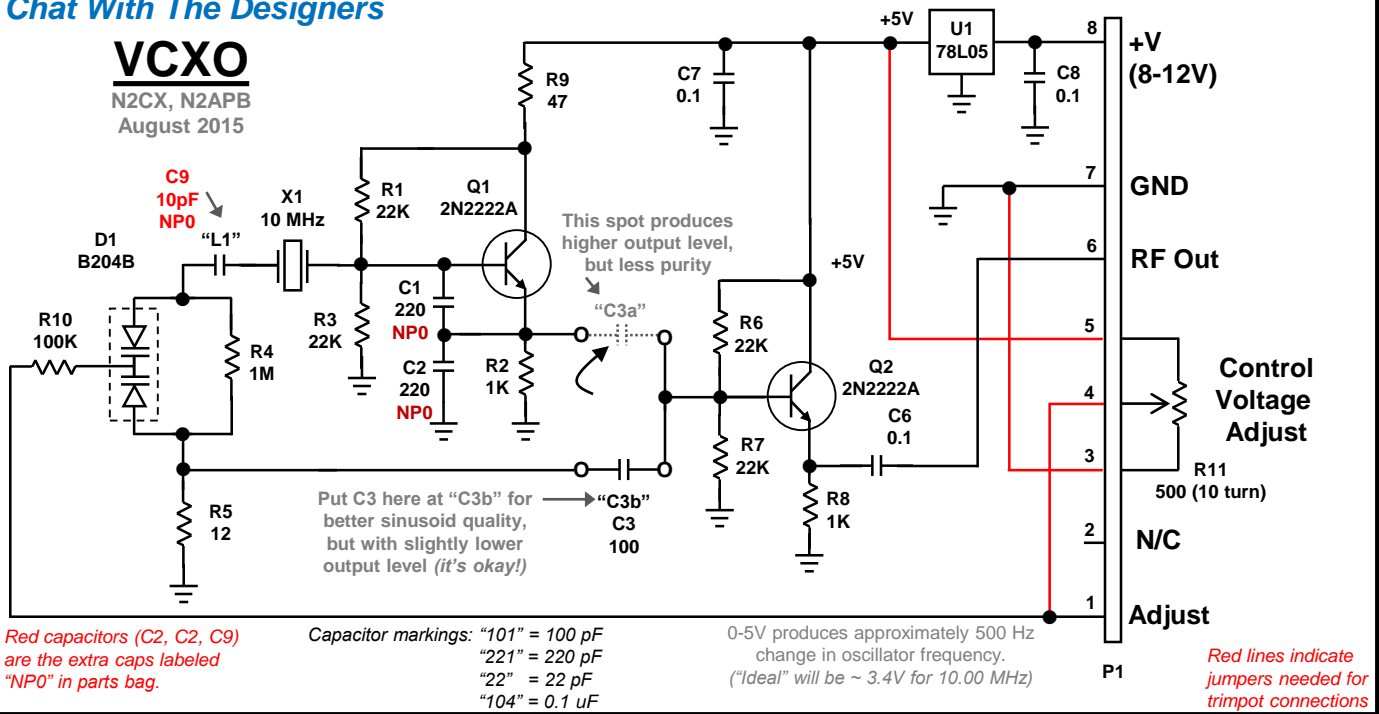 Chat With The Designers
VCXO
N2CX, N2APB
August 2015
C9
10pF
NP0
"L1"
X1
10 MHz
D1
B204B
R10
100K
R4
1M
R5
12
R1
22K
R3
22K
Q1
2N2222A
R9
47
C1
220
NP0
C2
220
NP0
R2
1K
This spot produces
higher output level,
but less purity
"C3a"
Put C3 here at "C3b" for
better sinusoid quality,
but with slightly lower
output level (it's okay!)
"C3b"
C3
100
C7
0.1
+5V
U1
78L05
C8
0.1
+5V
R6
22K
R7
22K
Q2
2N2222A
C6
0.1
R8
1K
8
+V
(8-12V)
7
GND
6
RF Out
5
4
3
Control
Voltage
Adjust
R11
500 (10 turn)
2
N/C
1
Adjust
P1
Red capacitors (C2, C2, C9)
are the extra caps labeled
"NP0" in parts bag.
Capacitor markings: "101" = 100 pF
"221" = 220 pF
"22" = 22 pF
"104" = 0.1 uF
0-5V produces approximately 500 Hz
change in oscillator frequency.
("Ideal" will be ~ 3.4V for 10.00 MHz)
Red lines indicate
jumpers needed for
trimpot connections